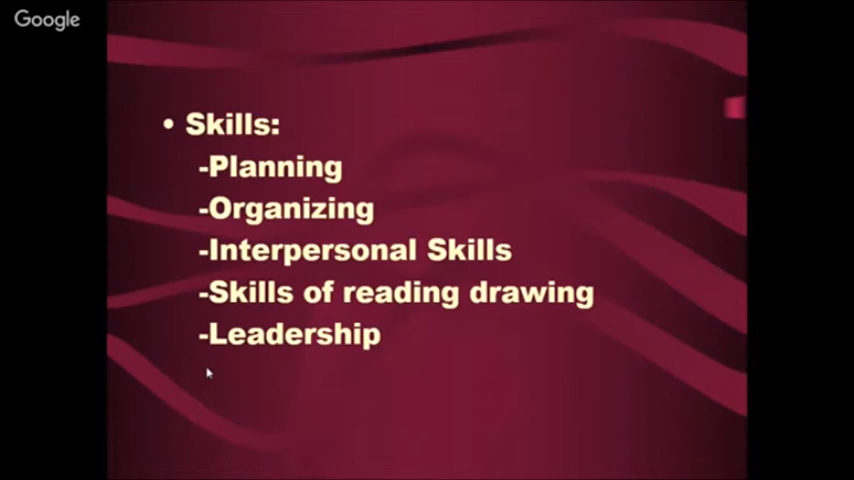 Google
• Skills:
-Planning
-Organizing
-Interpersonal Skills
-Skills of reading drawing
-Leadership